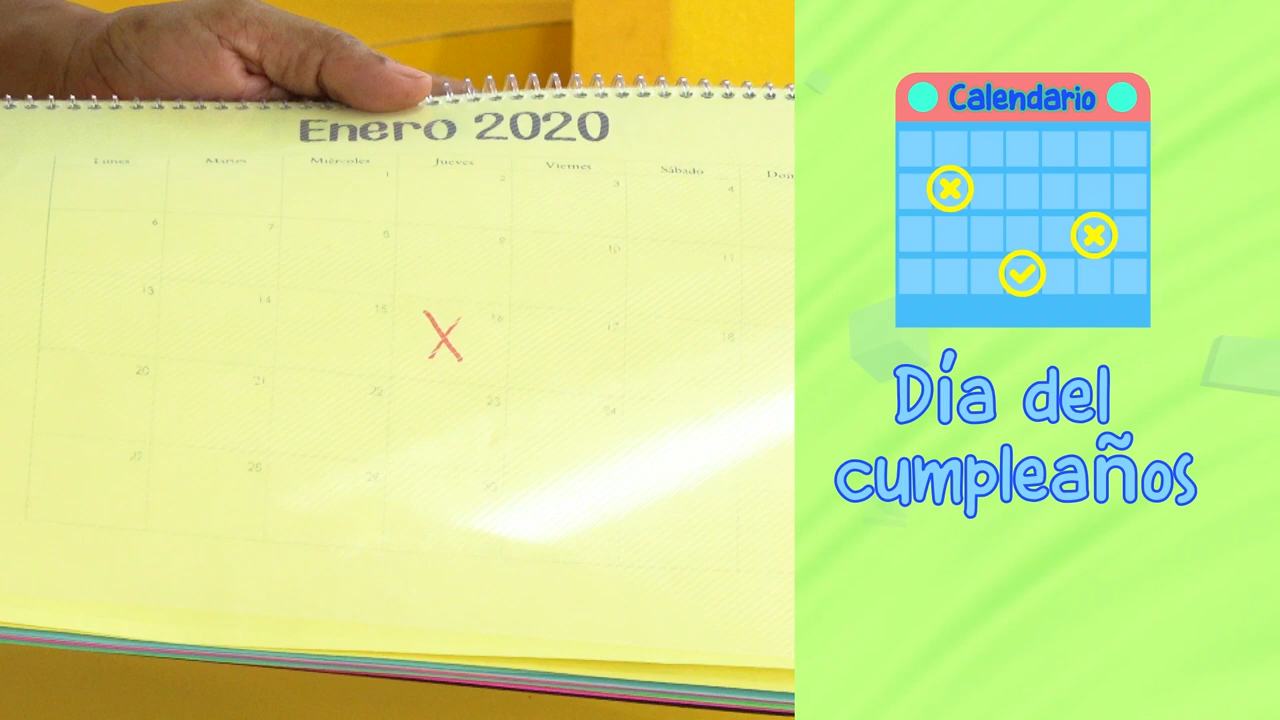 Enero 2020
Lunes Martes Miércoles Jueves Viernes Sábado
1 2 3 4
6 7 8 9 10 11
13 14 15 16 17 18
X
20 21 22 23 24
27 28 29 30
Calendario
Día del
cumpleaños